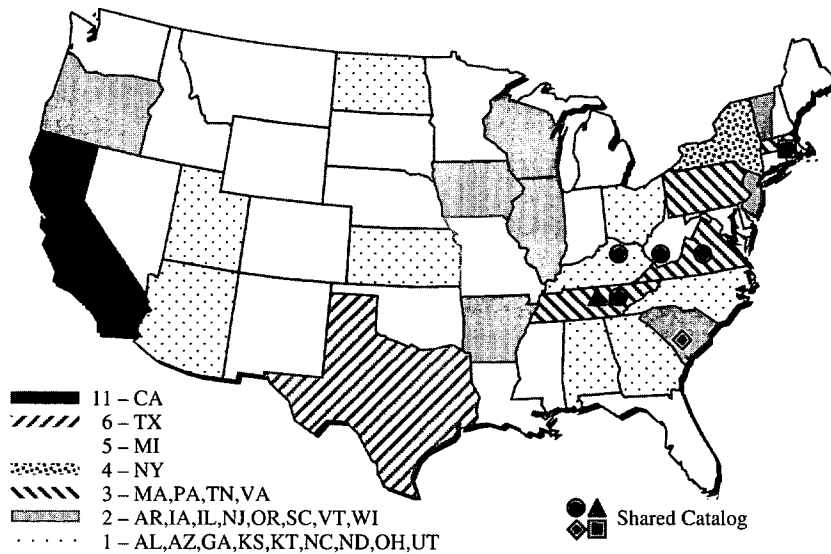 11 – CA
6 – TX
5 – MI
4 – NY
3 – MA,PA,TN,VA
2 – AR,IA,IL,NJ,OR,SC,VT,WI
1 – AL,AZ,GA,KS,KT,NC,ND,OH,UT
Shared Catalog